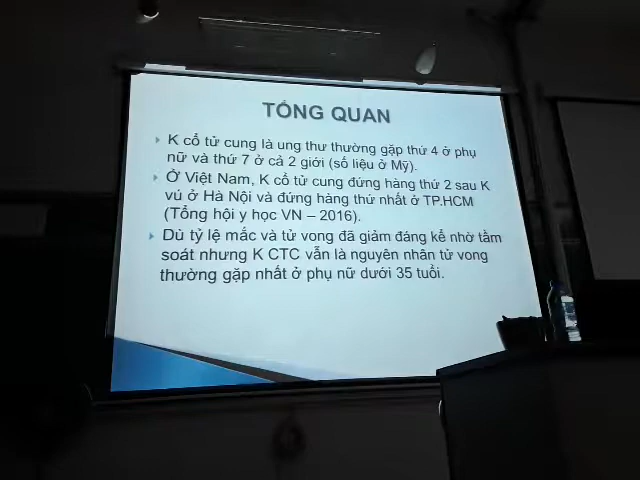 TỔNG QUAN
K cổ tử cung là ung thư thường gặp thứ 4 ở phụ
nữ và thứ 7 ở cả 2 giới (số liệu ở Mỹ).
Ở Việt Nam, K cổ tử cung đứng hàng thứ 2 sau K
vú ở Hà Nội và đứng hàng thứ nhất ở TP.HCM
(Tổng hội y học VN – 2016).
Dù tỷ lệ mắc và tử vong đã giảm đáng kể nhờ tầm
soát nhưng K CTC vẫn là nguyên nhân tử vong
thường gặp nhất ở phụ nữ dưới 35 tuổi.